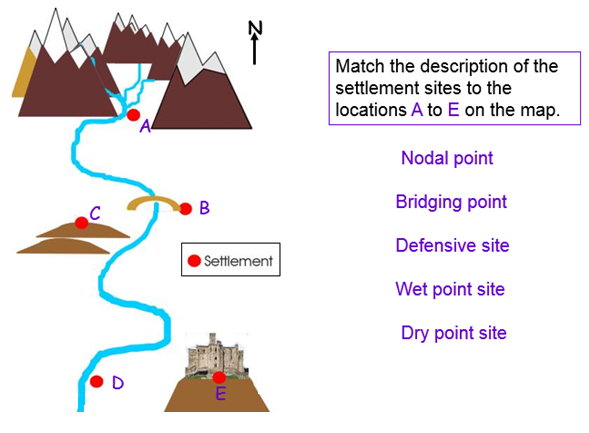 N
Match the description of the
settlement sites to the
locations A to E on the map.
A
Nodal point
B
Bridging point
C
Defensive site
Settlement
Wet point site
Dry point site
D
E